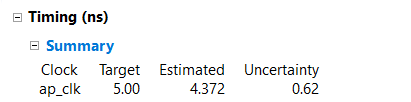 Timing (ns)
Summary
Clock Target Estimated Uncertainty
ap_clk 5.00 4.372 0.62